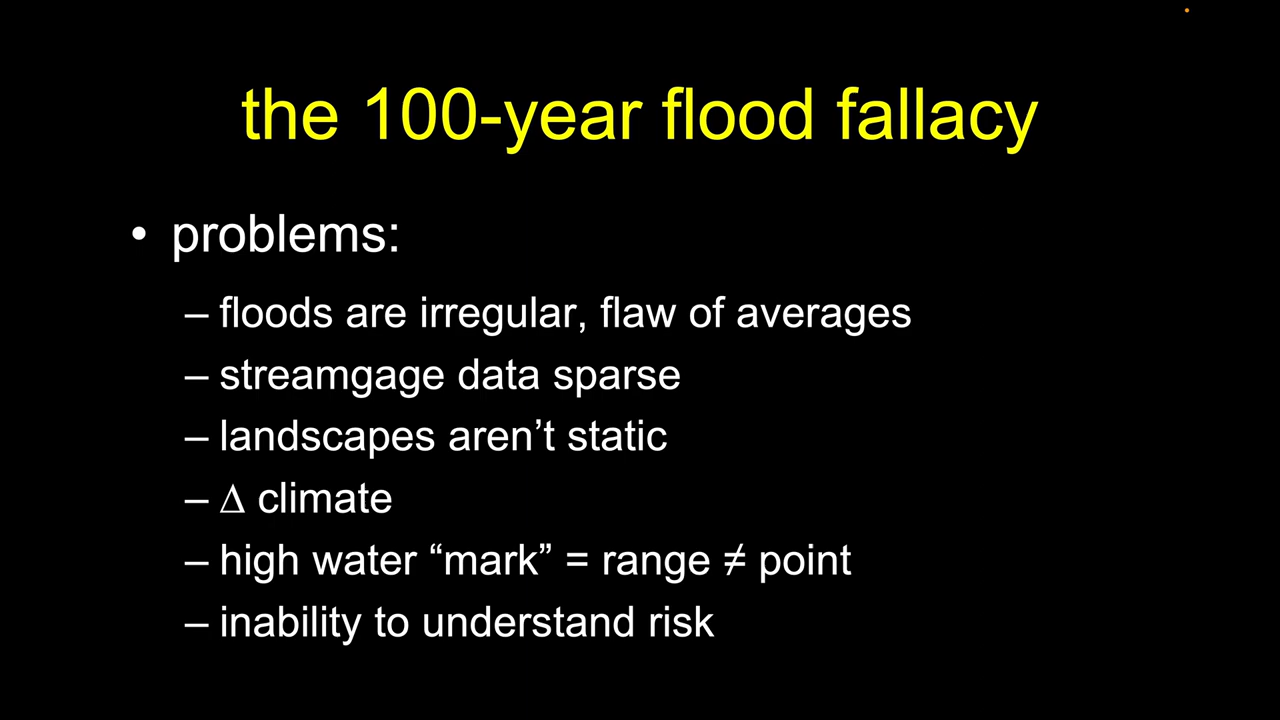 the 100-year flood fallacy
• problems:
– floods are irregular, flaw of averages
– streamgage data sparse
– landscapes aren’t static
– ∆ climate
– high water “mark” = range ≠ point
– inability to understand risk